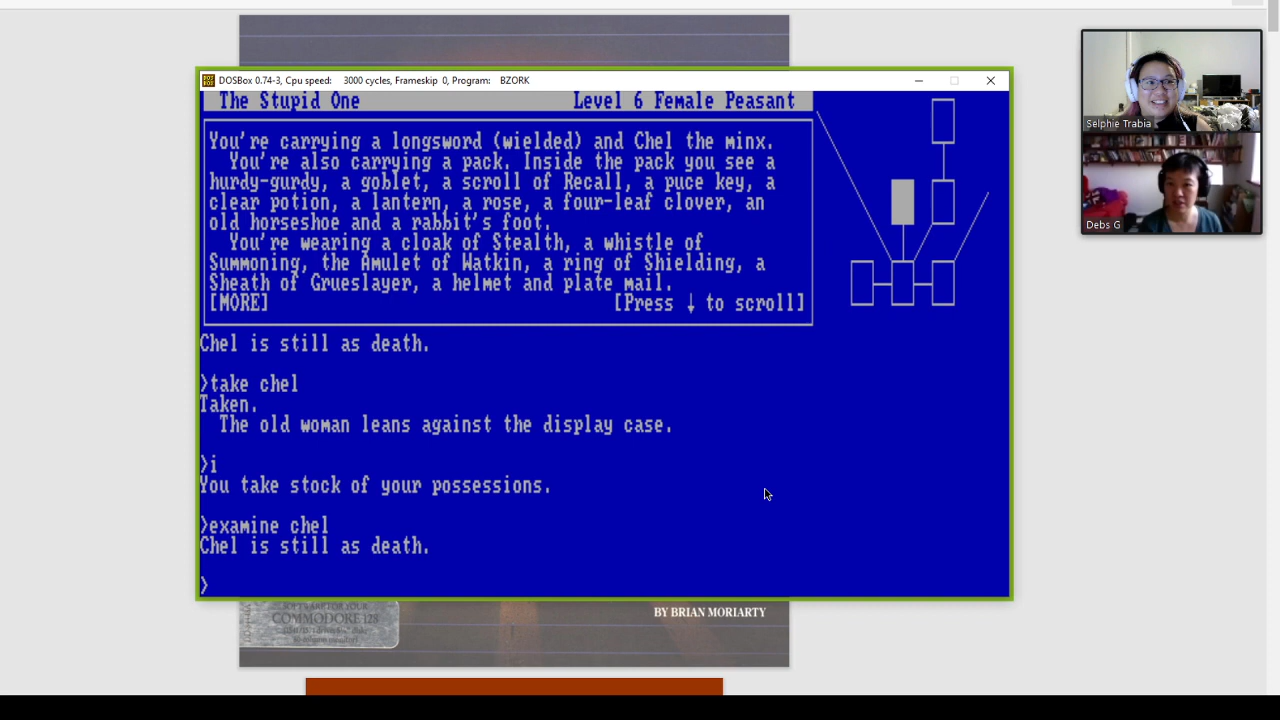 DOSBox 0.74-3, Cpu speed: 3000 cycles, Frameskip 0, Program: BZORK
The Stupid One Level 6 Female Peasant
You're carrying a longsword (wielded) and Chel the minx.
You're also carrying a pack. Inside the pack you see a
hurdy-gurdy, a goblet, a scroll of Recall, a puce key, a
clear potion, a lantern, a rose, a four-leaf clover, an
old horseshoe and a rabbit's foot.
You're wearing a cloak of Stealth, a whistle of
Summoning, the Amulet of Watkin, a ring of Shielding, a
Sheath of Grueslayer, a helmet and plate mail.
[MORE] [Press ↓ to scroll]
Chel is still as death.
>take chel
Taken.
The old woman leans against the display case.
>i
You take stock of your possessions.
>examine chel
Chel is still as death.
>
SOFTWARE FOR YOUR
COMMODORE 128
BY BRIAN MORIARTY
Selphie Trabia
Debs G